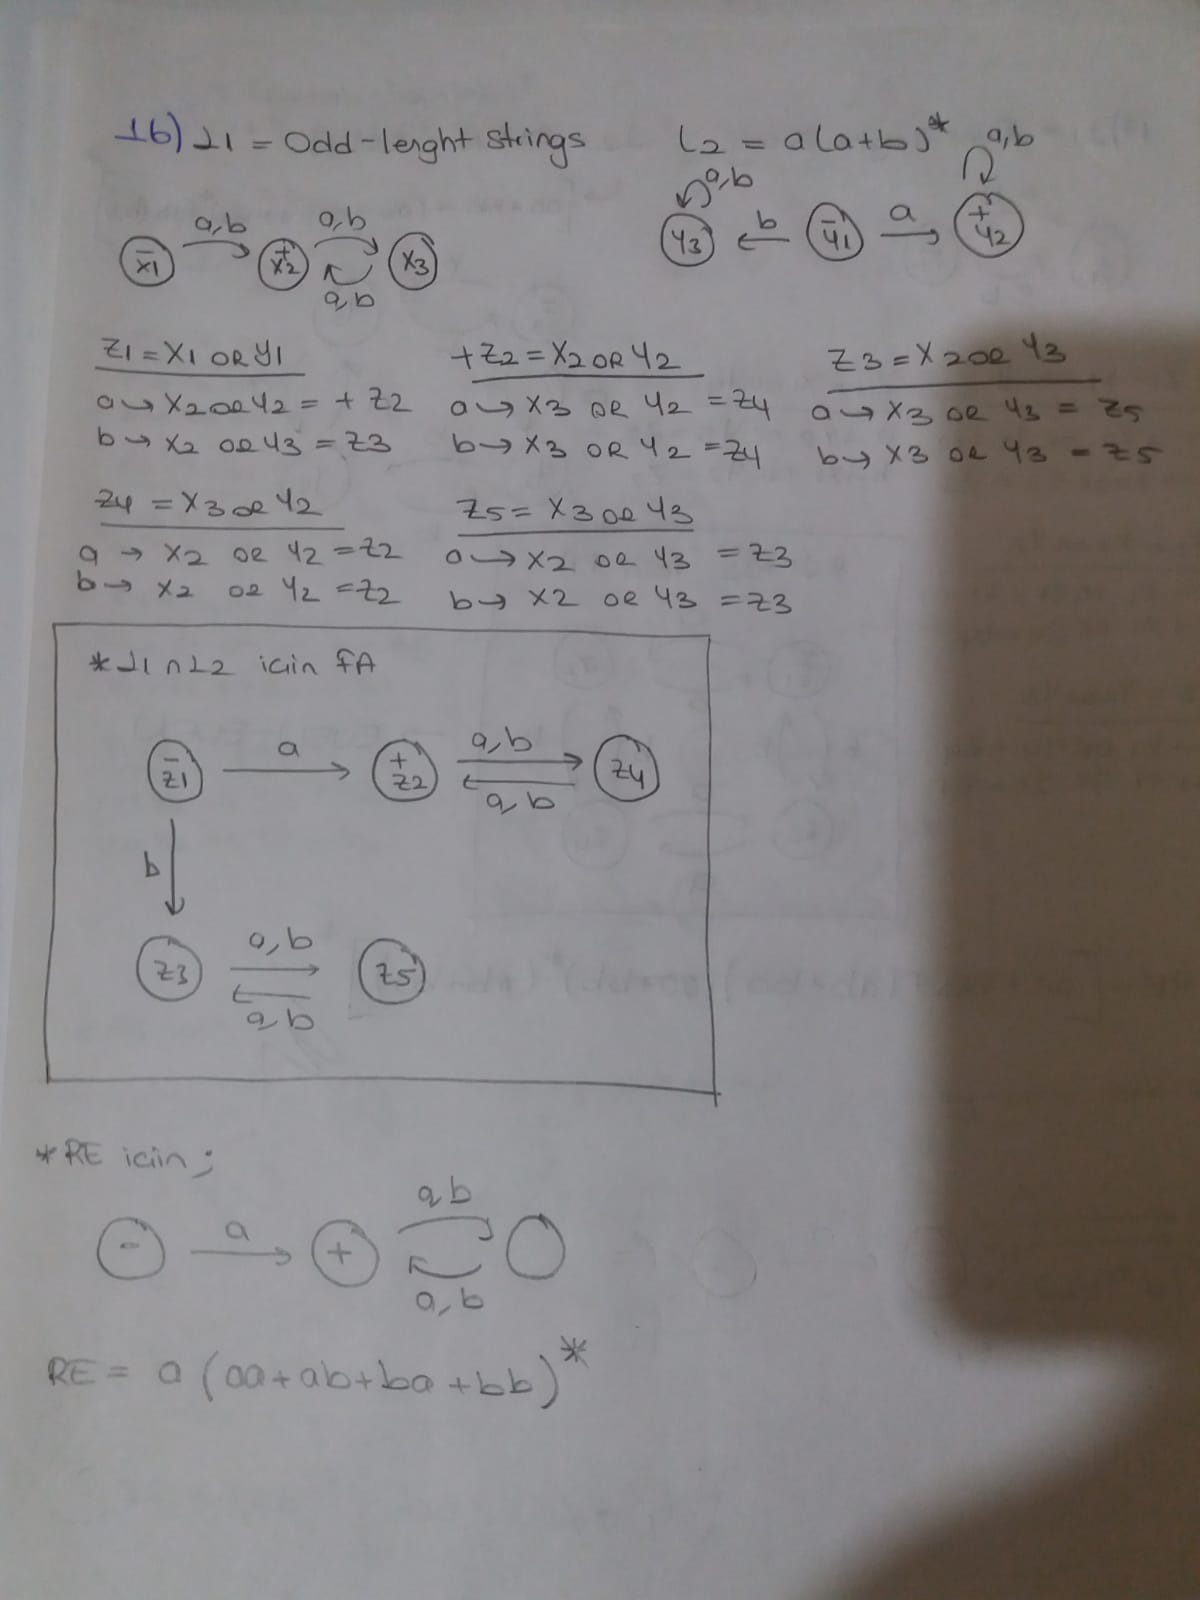 16) L1 = Odd-lenght strings L2 = a(a+b)*
a,b a,b a,b
x1 - x2 + x3 a,b
a,b b a
y3 y1 - y2 +
Z1 = X1 OR Y1 +Z2 = X2 OR Y2 Z3 = X2 OR Y3
a → X2 OR Y2 = + Z2 a → X3 OR Y2 = Z4 a → X3 OR Y3 = Z5
b → X2 OR Y3 = Z3 b → X3 OR Y2 = Z4 b → X3 OR Y3 = Z5
Z4 = X3 OR Y2 Z5 = X3 OR Y3
a → X2 OR Y2 = Z2 a → X2 OR Y3 = Z3
b → X2 OR Y2 = Z2 b → X2 OR Y3 = Z3
* L1 ∩ L2 için FA
a a,b
- Z1 + Z2 Z4
a,b
b
a,b
Z3 Z5
a,b
* RE için;
a a,b
- +
a,b
RE = a (aa+ab+ba+bb)*